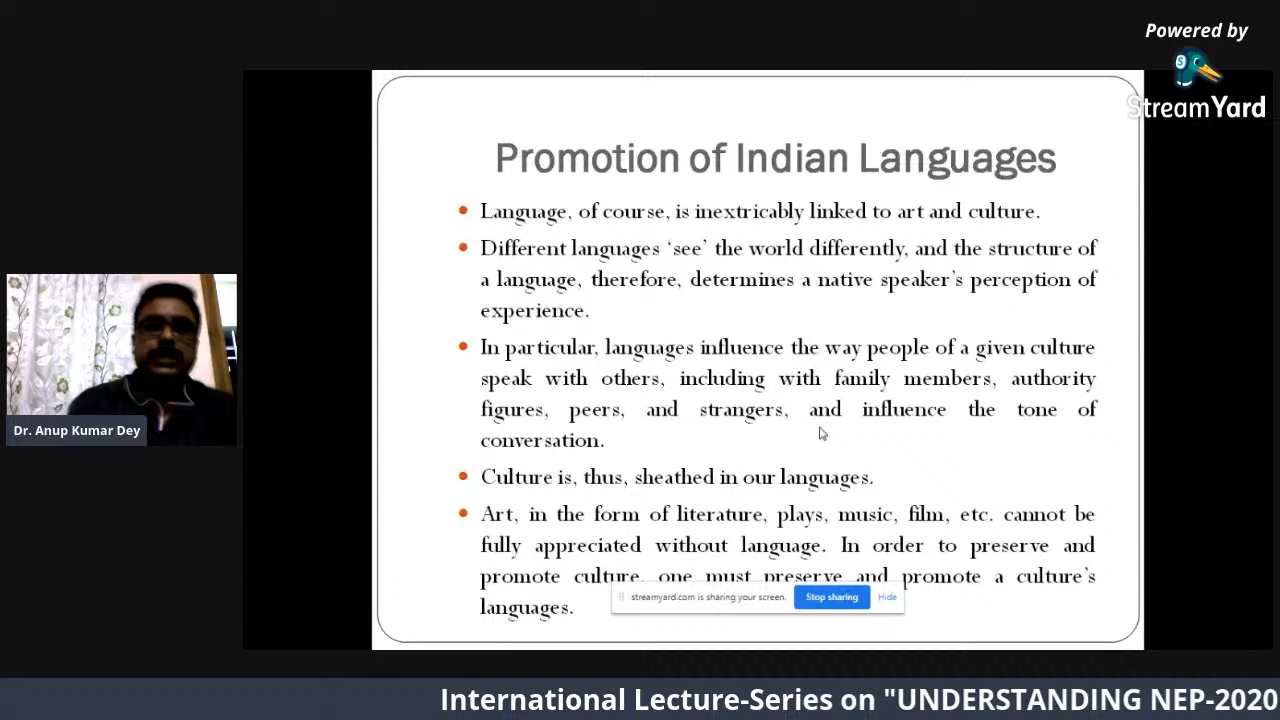 Powered by
StreamYard
Promotion of Indian Languages
Language, of course, is inextricably linked to art and culture.
Different languages ‘see’ the world differently, and the structure of
a language, therefore, determines a native speaker’s perception of
experience.
In particular, languages influence the way people of a given culture
speak with others, including with family members, authority
figures, peers, and strangers, and influence the tone of
conversation.
Culture is, thus, sheathed in our languages.
Art, in the form of literature, plays, music, film, etc. cannot be
fully appreciated without language. In order to preserve and
promote culture, one must preserve and promote a culture’s
languages.
streamyard.com is sharing your screen.
Stop sharing
Hide
Dr. Anup Kumar Dey
International Lecture-Series on "UNDERSTANDING NEP-2020